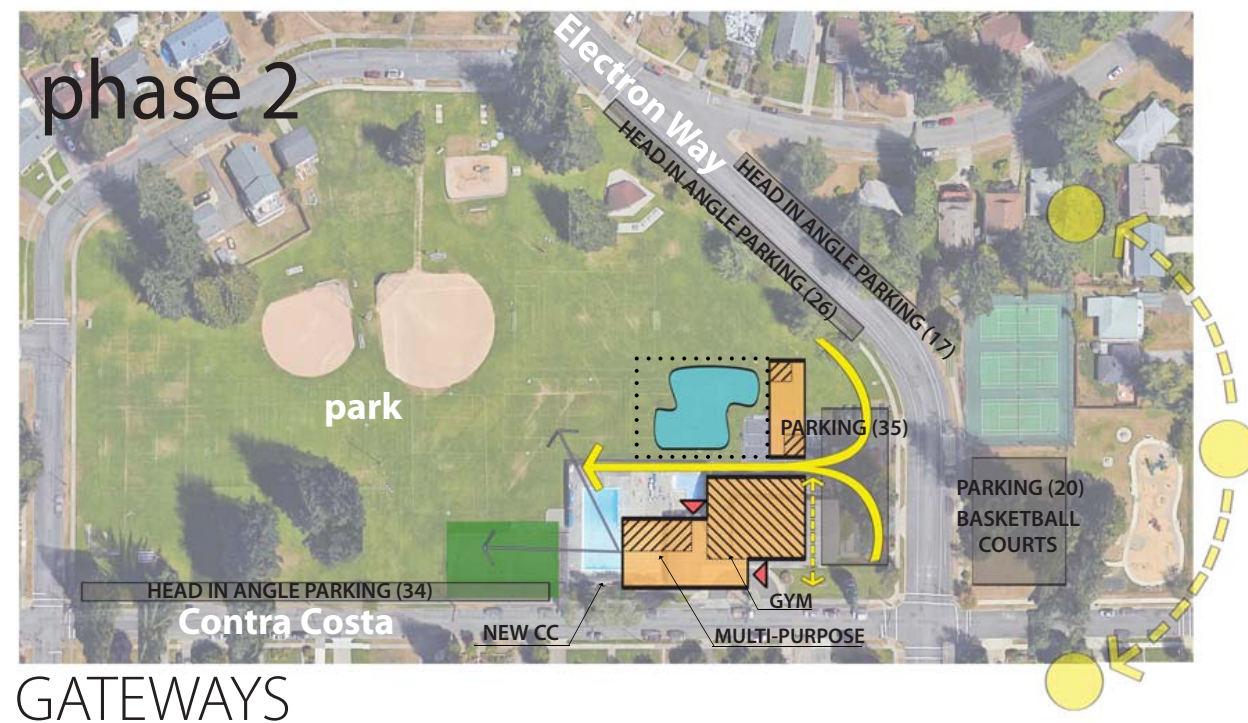 phase 2
Electron Way
HEAD IN ANGLE PARKING (26)
HEAD IN ANGLE PARKING (17)
park
PARKING (35)
PARKING (20)
BASKETBALL
COURTS
HEAD IN ANGLE PARKING (34)
Contra Costa
NEW CC
GYM
MULTI-PURPOSE
GATEWAYS